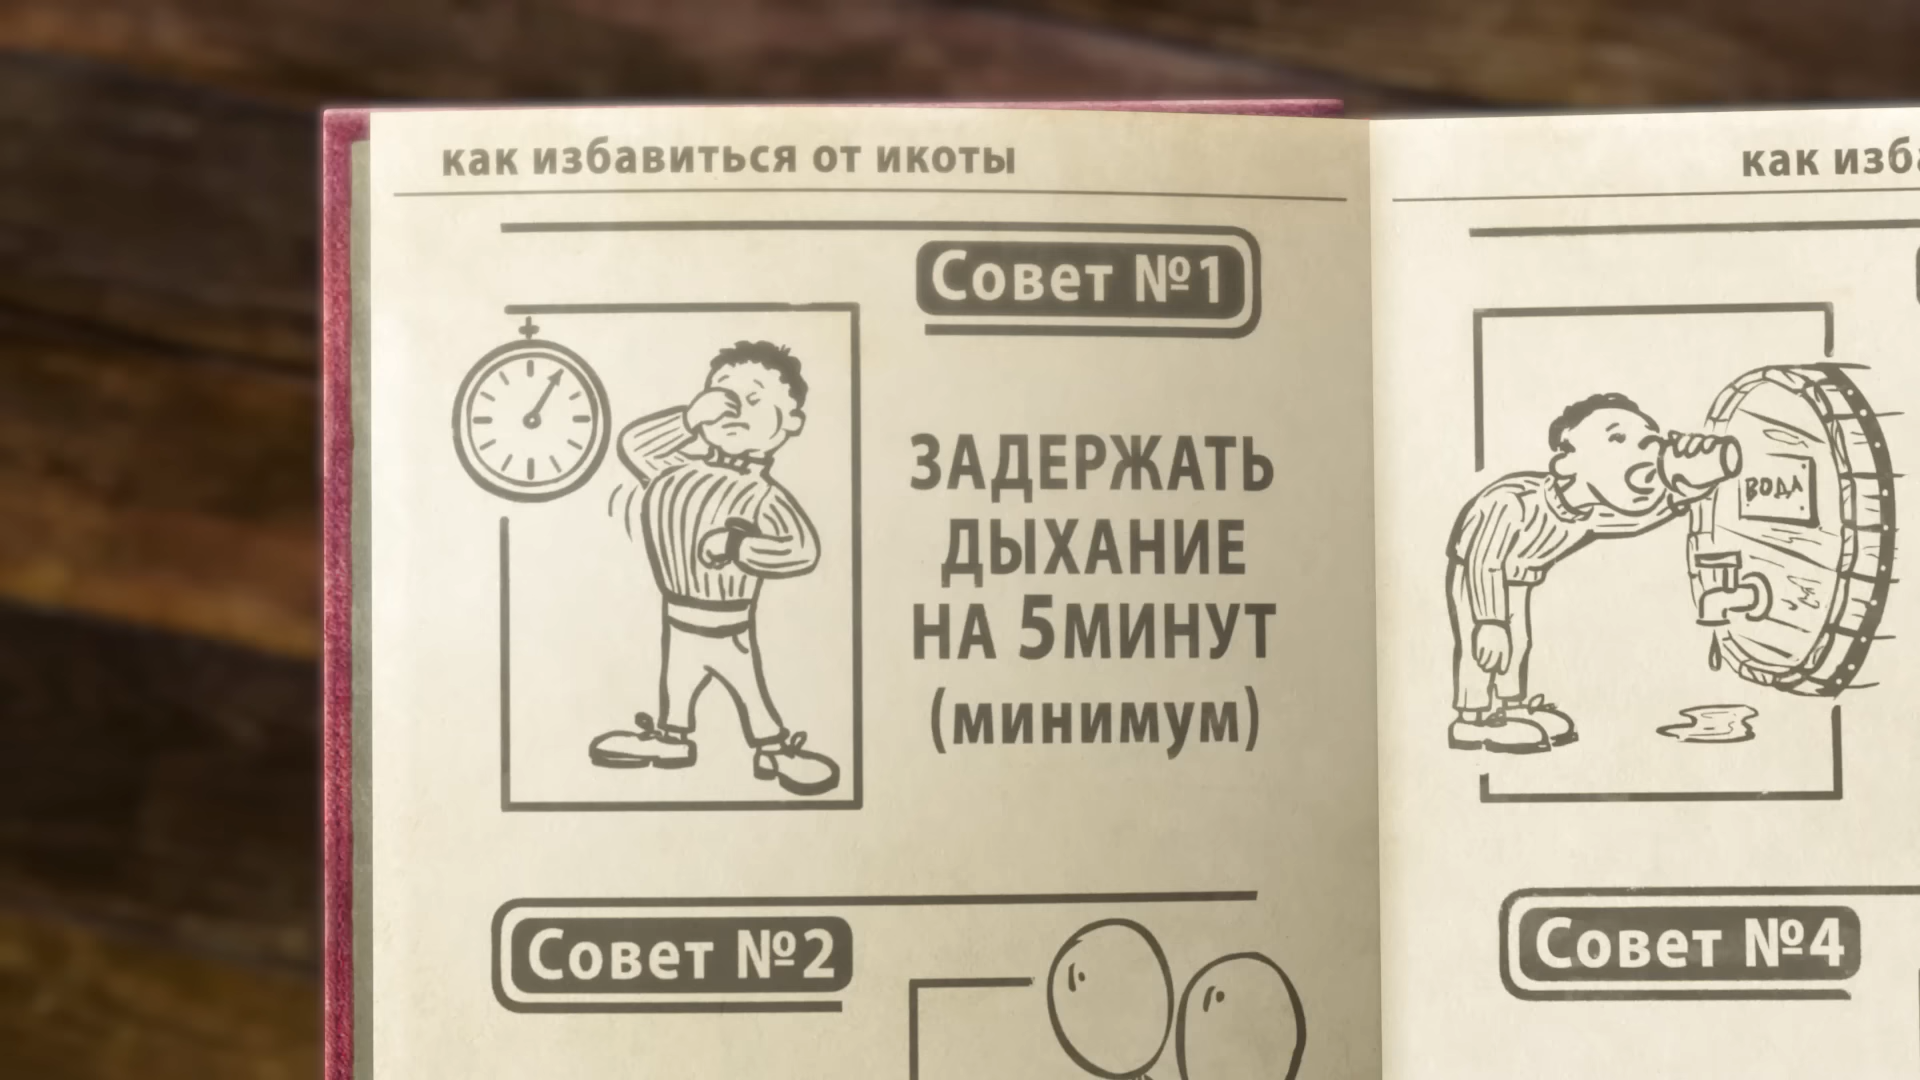 как избавиться от икоты
Совет №1
ЗАДЕРЖАТЬ
ДЫХАНИЕ
НА 5МИНУТ
(минимум)
Совет №2
как изба
ВОДА
Совет №4